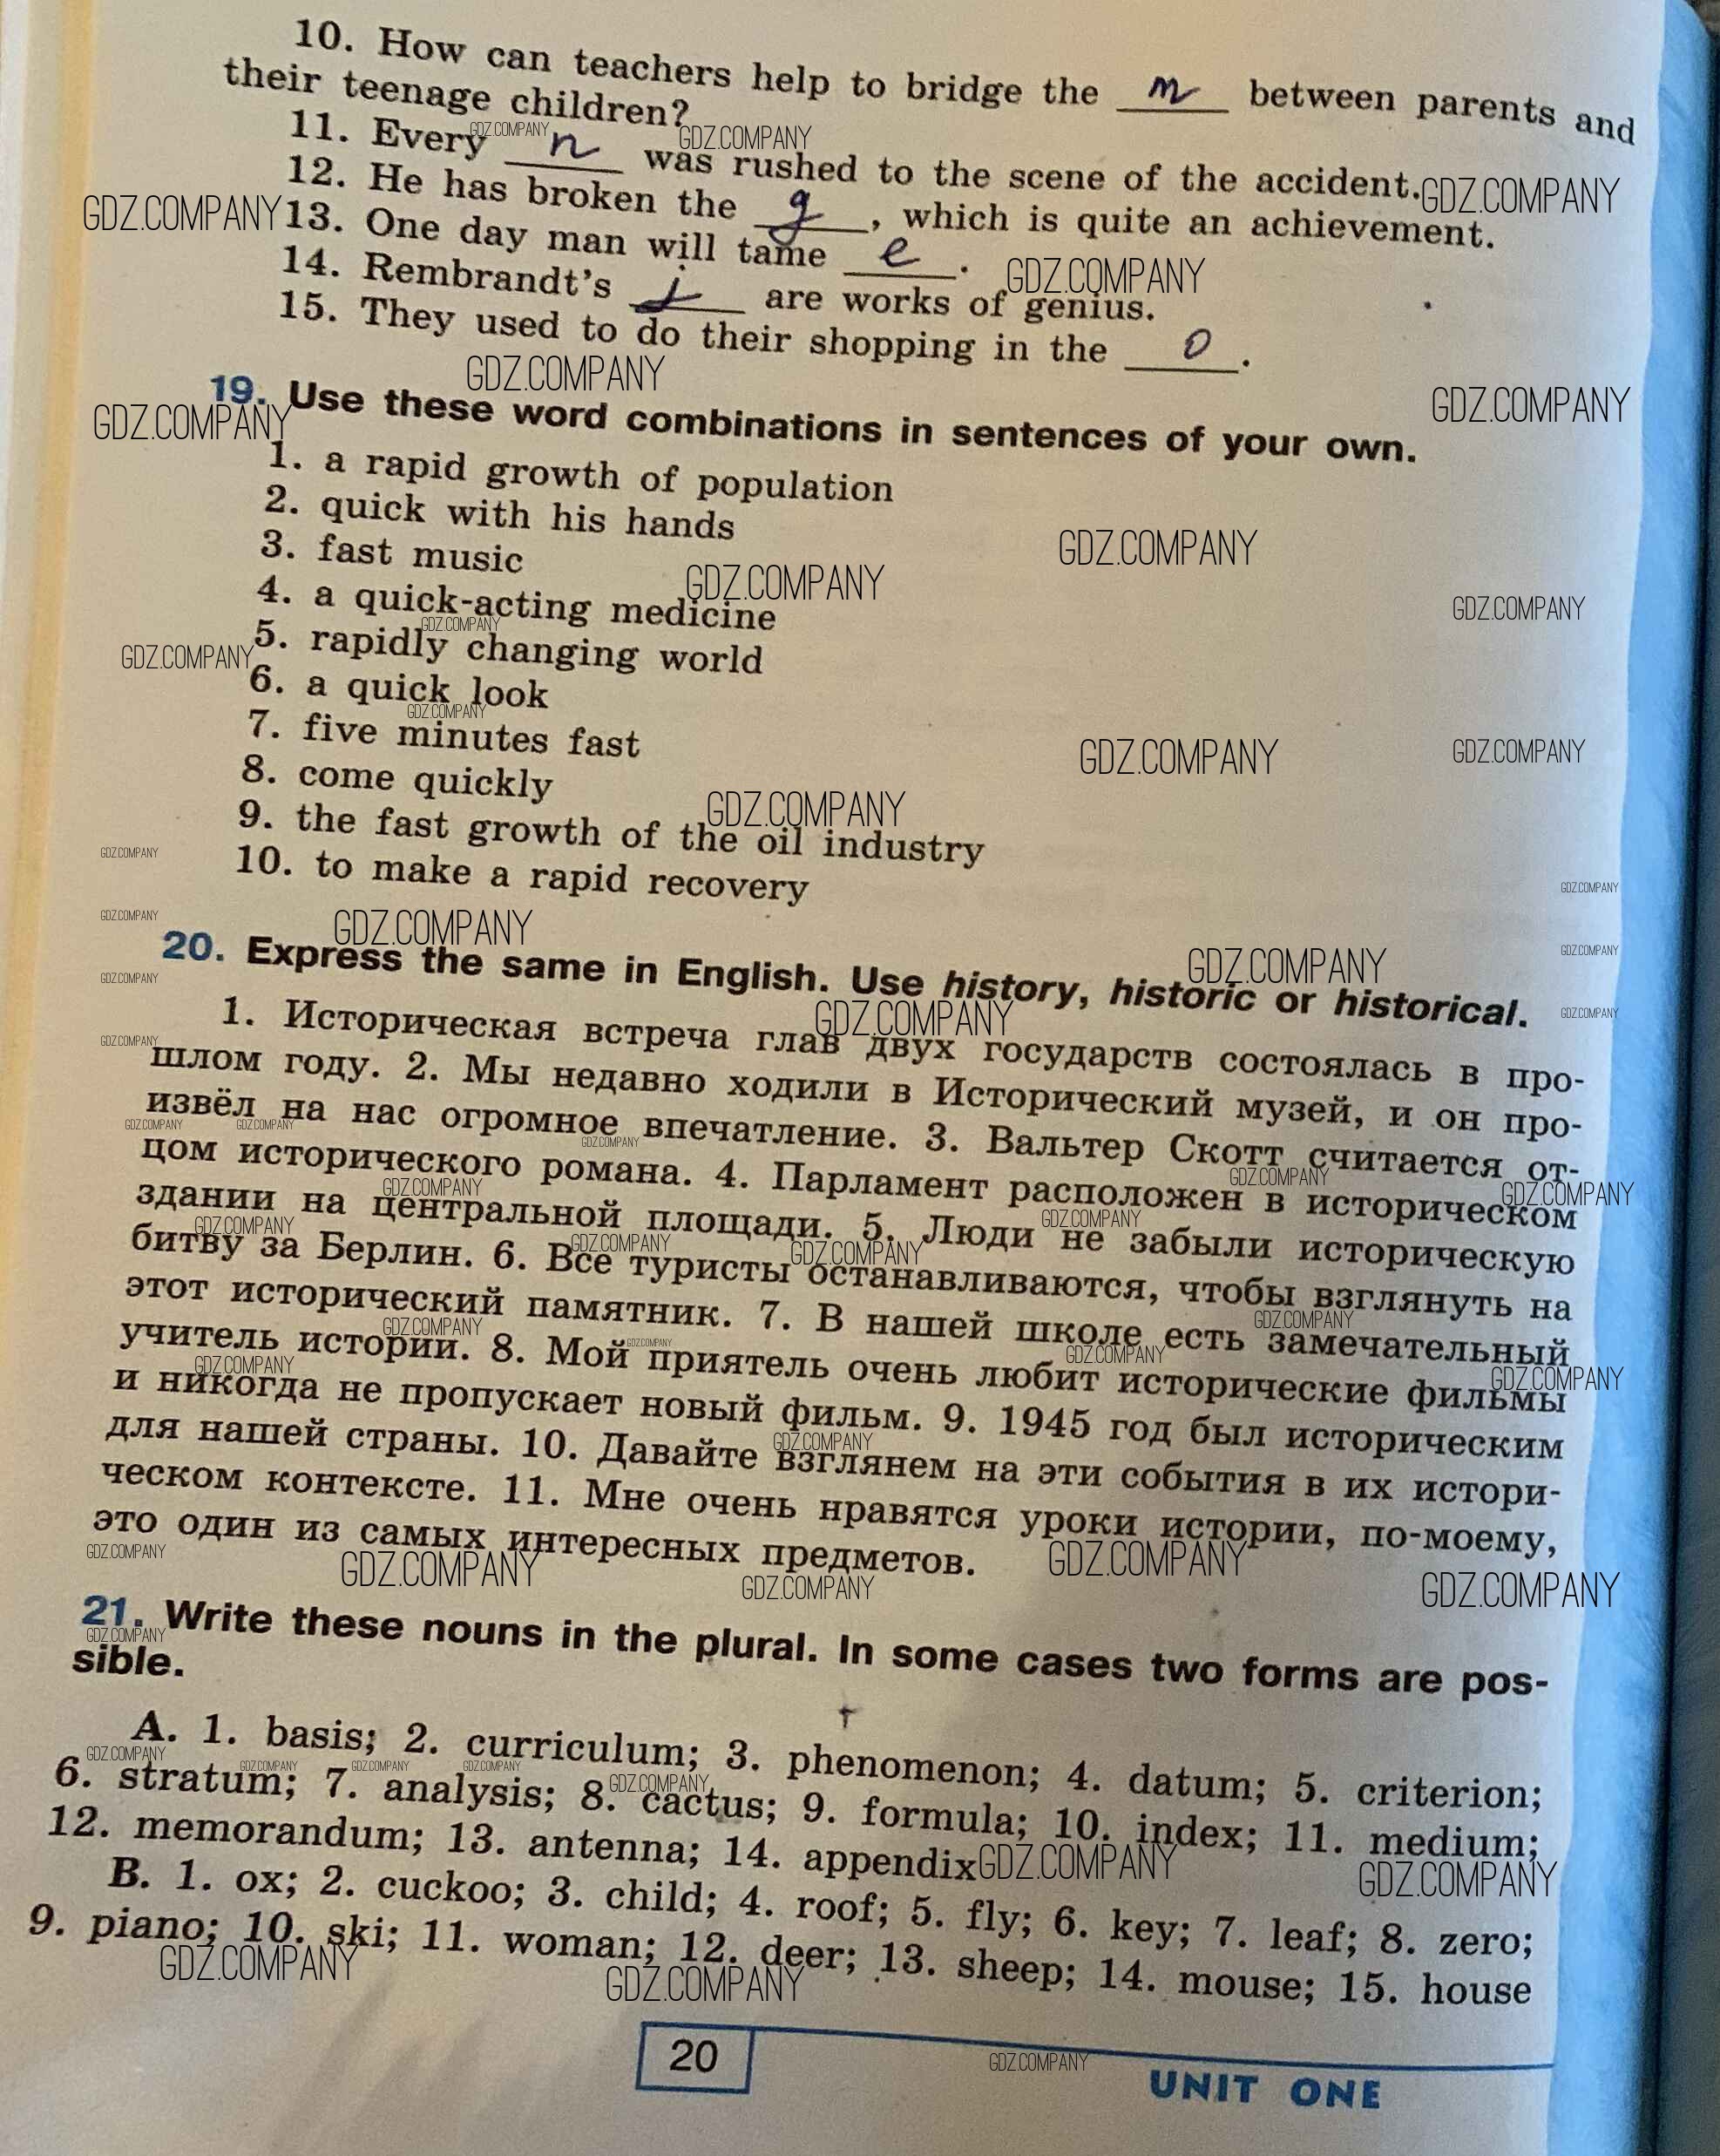 10. How can teachers help to bridge the m between parents and
their teenage children?
11. Every n was rushed to the scene of the accident.
12. He has broken the g, which is quite an achievement.
13. One day man will tame e.
14. Rembrandt's j are works of genius.
15. They used to do their shopping in the o.
19. Use these word combinations in sentences of your own.
1. a rapid growth of population
2. quick with his hands
3. fast music
4. a quick-acting medicine
5. rapidly changing world
6. a quick look
7. five minutes fast
8. come quickly
9. the fast growth of the oil industry
10. to make a rapid recovery
20. Express the same in English. Use history, historic or historical.
1. Историческая встреча глав двух государств состоялась в про-
шлом году. 2. Мы недавно ходили в Исторический музей, и он про-
извёл на нас огромное впечатление. 3. Вальтер Скотт считается от-
цом исторического романа. 4. Парламент расположен в историческом
здании на центральной площади. 5. Люди не забыли историческую
битву за Берлин. 6. Все туристы останавливаются, чтобы взглянуть на
этот исторический памятник. 7. В нашей школе есть замечательный
учитель истории. 8. Мой приятель очень любит исторические фильмы
и никогда не пропускает новый фильм. 9. 1945 год был историческим
для нашей страны. 10. Давайте взглянем на эти события в их истори-
ческом контексте. 11. Мне очень нравятся уроки истории, по-моему,
это один из самых интересных предметов.
21. Write these nouns in the plural. In some cases two forms are pos-
sible.
A. 1. basis; 2. curriculum; 3. phenomenon; 4. datum; 5. criterion;
6. stratum; 7. analysis; 8. cactus; 9. formula; 10. index; 11. medium;
12. memorandum; 13. antenna; 14. appendix
B. 1. ox; 2. cuckoo; 3. child; 4. roof; 5. fly; 6. key; 7. leaf; 8. zero;
9. piano; 10. ski; 11. woman; 12. deer; 13. sheep; 14. mouse; 15. house
20
UNIT ONE
GDZ.COMPANY